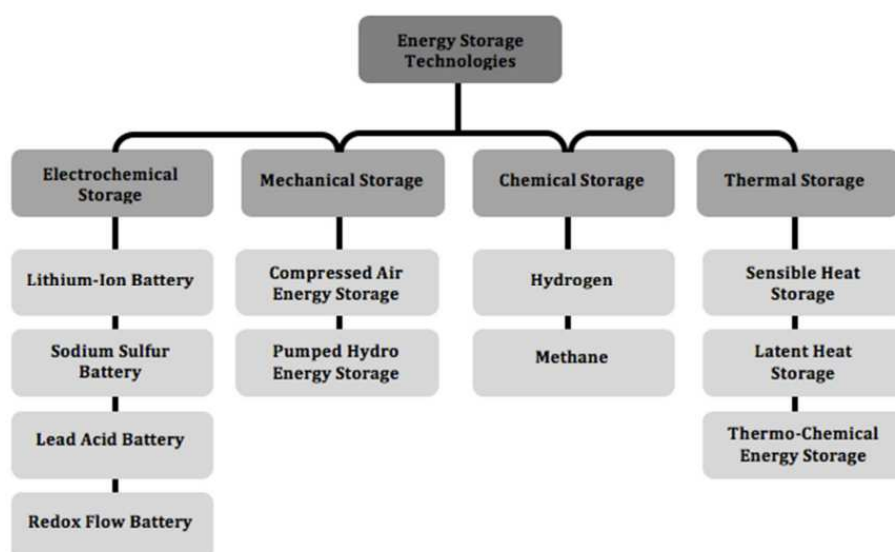 Energy Storage
Technologies
Electrochemical
Storage
Mechanical Storage
Chemical Storage
Thermal Storage
Lithium-Ion Battery
Compressed Air
Energy Storage
Hydrogen
Sensible Heat
Storage
Sodium Sulfur
Battery
Pumped Hydro
Energy Storage
Methane
Latent Heat
Storage
Lead Acid Battery
Thermo-Chemical
Energy Storage
Redox Flow Battery